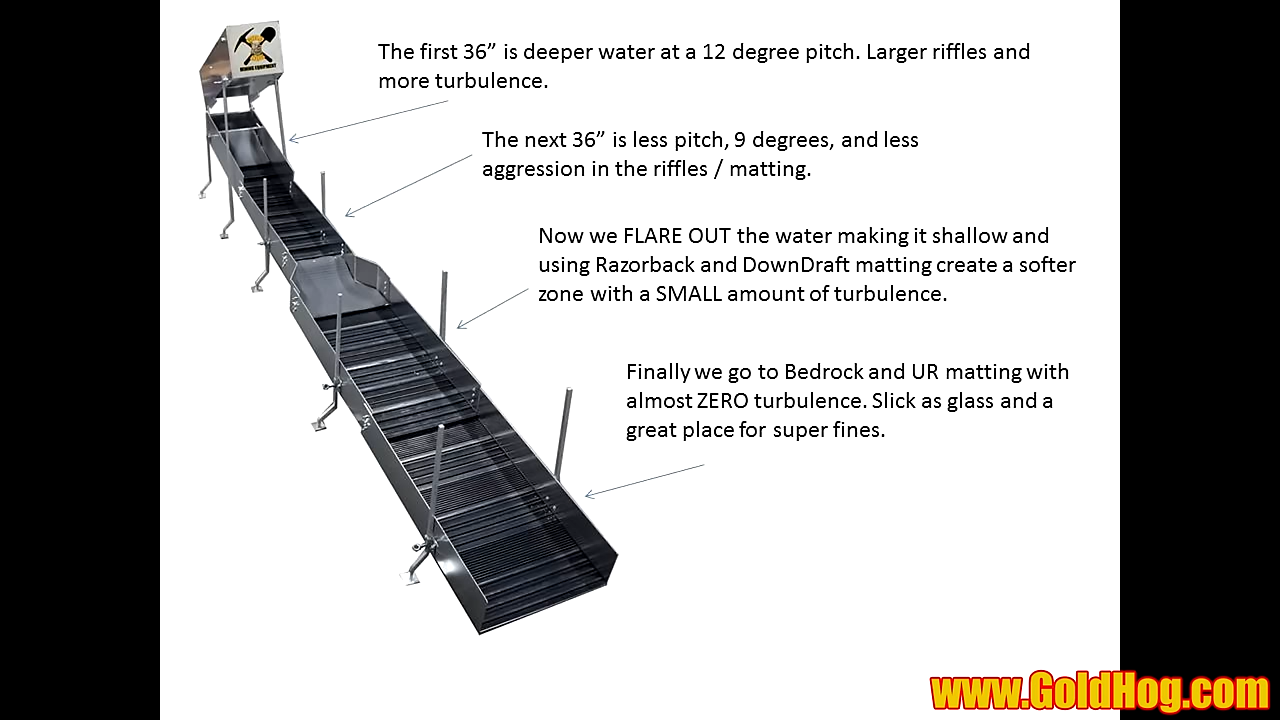 The first 36” is deeper water at a 12 degree pitch. Larger riffles and
more turbulence.
The next 36” is less pitch, 9 degrees, and less
aggression in the riffles / matting.
Now we FLARE OUT the water making it shallow and
using Razorback and DownDraft matting create a softer
zone with a SMALL amount of turbulence.
Finally we go to Bedrock and UR matting with
almost ZERO turbulence. Slick as glass and a
great place for super fines.
MINING EQUIPMENT
www.GoldHog.com